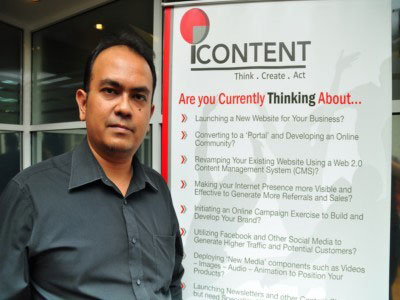 iCONTENT
Think . Create . Act
Are you Currently Thinking About...
Launching a New Website for Your Business?
Converting to a 'Portal' and Developing an Online
Community?
Revamping Your Existing Website Using a Web 2.0
Content Management System (CMS)?
Making your Internet Presence more Visible and
Effective to Generate More Referrals and Sales?
Initiating an Online Campaign Exercise to Build and
Develop Your Brand?
Utilizing Facebook and Other Social Media to
Generate Higher Traffic and Potential Customers?
Deploying 'New Media' components such as Videos
- Images - Audio - Animation to Position Your
Products?
Launching Newsletters and other
but need